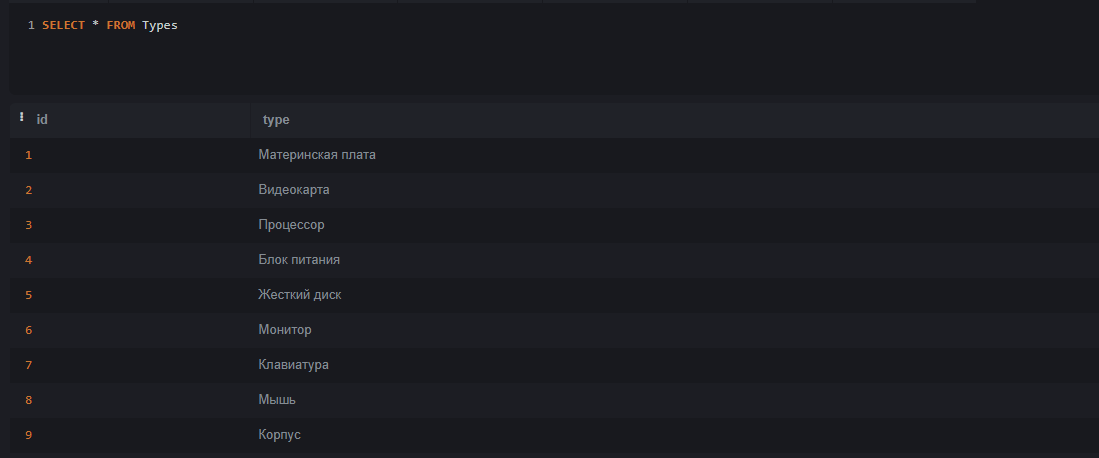 1 SELECT * FROM Types
id type
1 Материнская плата
2 Видеокарта
3 Процессор
4 Блок питания
5 Жесткий диск
6 Монитор
7 Клавиатура
8 Мышь
9 Корпус